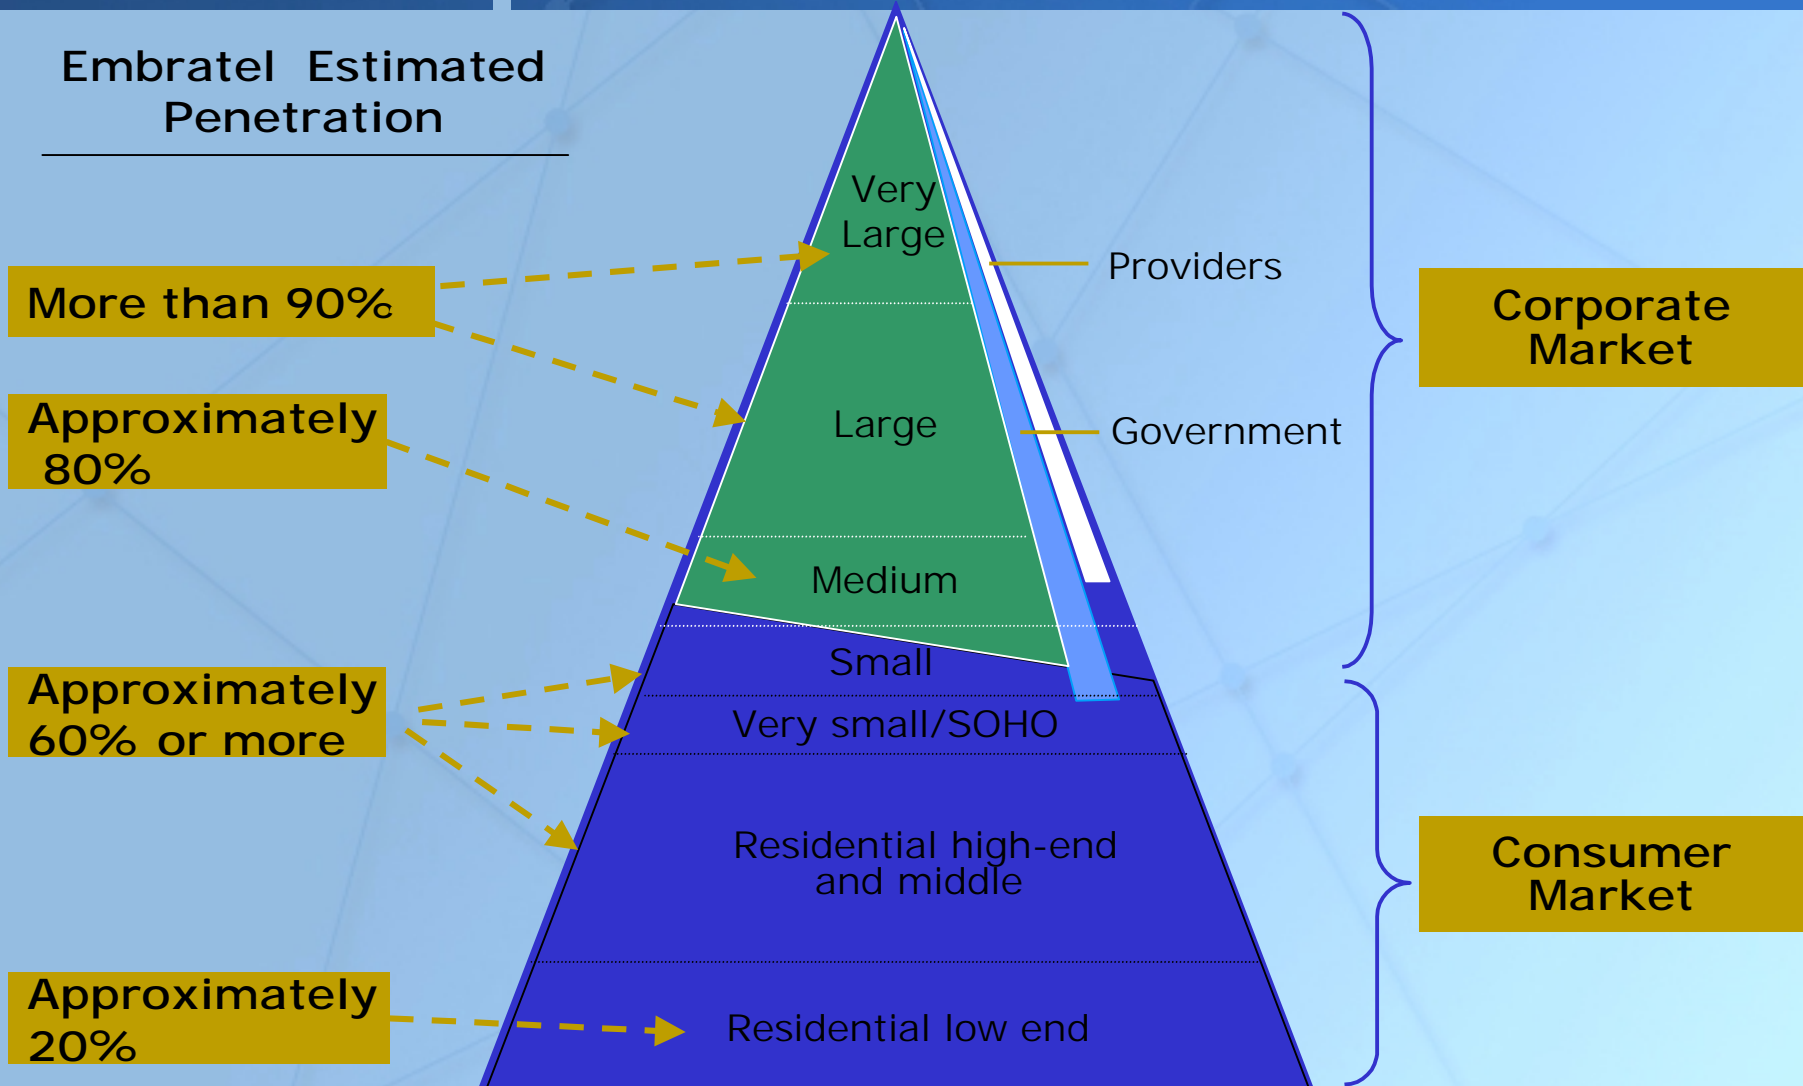 Embratel Estimated
Penetration
Very
Large
Providers
More than 90%
Corporate
Market
Approximately
80%
Large
Government
Medium
Small
Approximately
60% or more
Very small/SOHO
Residential high-end
and middle
Consumer
Market
Approximately
20%
Residential low end